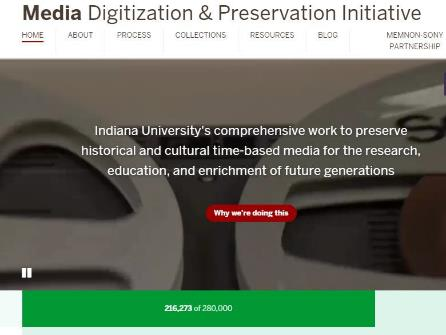 Media Digitization & Preservation Initiative
HOME ABOUT PROCESS COLLECTIONS RESOURCES BLOG MEMNON-SONY
PARTNERSHIP
Indiana University's comprehensive work to preserve
historical and cultural time-based media for the research,
education, and enrichment of future generations
Why we're doing this
216,273 of 280,000